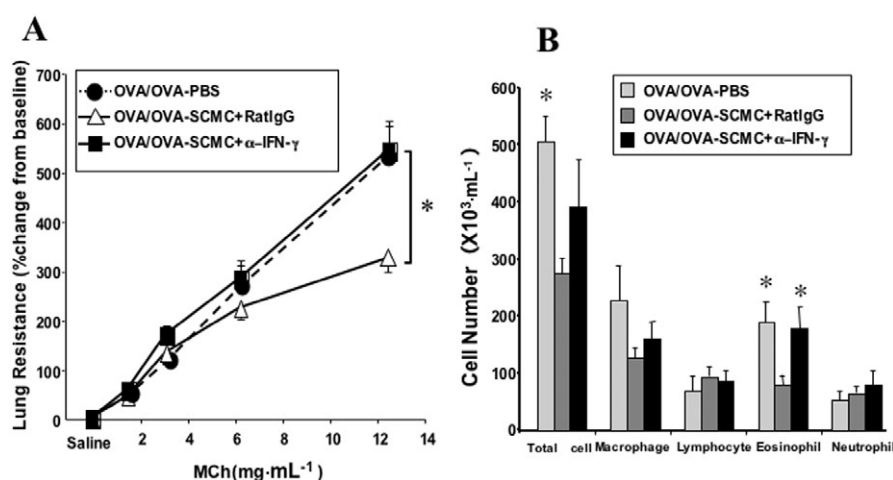 A
Lung Resistance (%change from baseline)
700
600
500
400
300
200
100
0
OVA/OVA-PBS
OVA/OVA-SCMC+RatIgG
OVA/OVA-SCMC+α–IFN-γ
*
Saline
2
4
6
8
10
12
14
MCh(mg·mL-1)
B
Cell Number (X10³·mL-1)
600
500
400
300
200
100
0
OVA/OVA-PBS
OVA/OVA-SCMC+RatIgG
OVA/OVA-SCMC+α–IFN-γ
*
*
*
Total cell
Macrophage
Lymphocyte
Eosinophil
Neutrophil